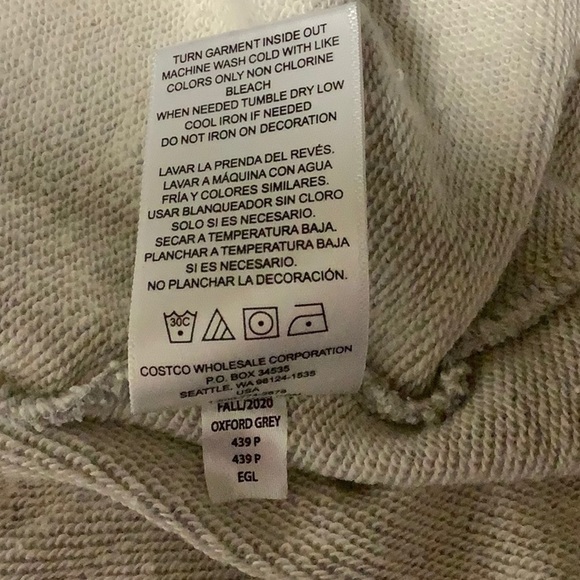 TURN GARMENT INSIDE OUT
MACHINE WASH COLD WITH LIKE
COLORS ONLY NON CHLORINE
BLEACH
WHEN NEEDED TUMBLE DRY LOW
COOL IRON IF NEEDED
DO NOT IRON ON DECORATION
LAVAR LA PRENDA DEL REVÉS.
LAVAR A MÁQUINA CON AGUA
FRÍA Y COLORES SIMILARES.
USAR BLANQUEADOR SIN CLORO
SOLO SI ES NECESARIO.
SECAR A TEMPERATURA BAJA.
PLANCHAR A TEMPERATURA BAJA
SI ES NECESARIO.
NO PLANCHAR LA DECORACIÓN.
30C
COSTCO WHOLESALE CORPORATION
P.O. BOX 34535
SEATTLE, WA 98124-1535
USA
FALL/2020
OXFORD GREY
439 P
439 P
EGL